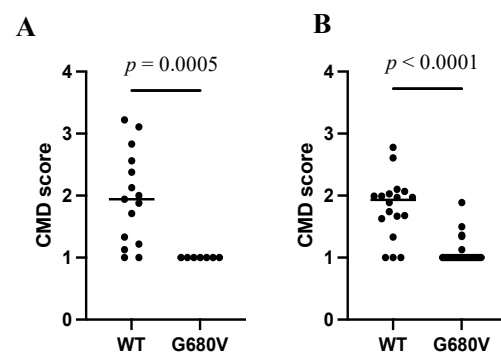 A
p = 0.0005
CMD score
4
3
2
1
0
WT
G680V
B
p < 0.0001
CMD score
4
3
2
1
0
WT
G680V